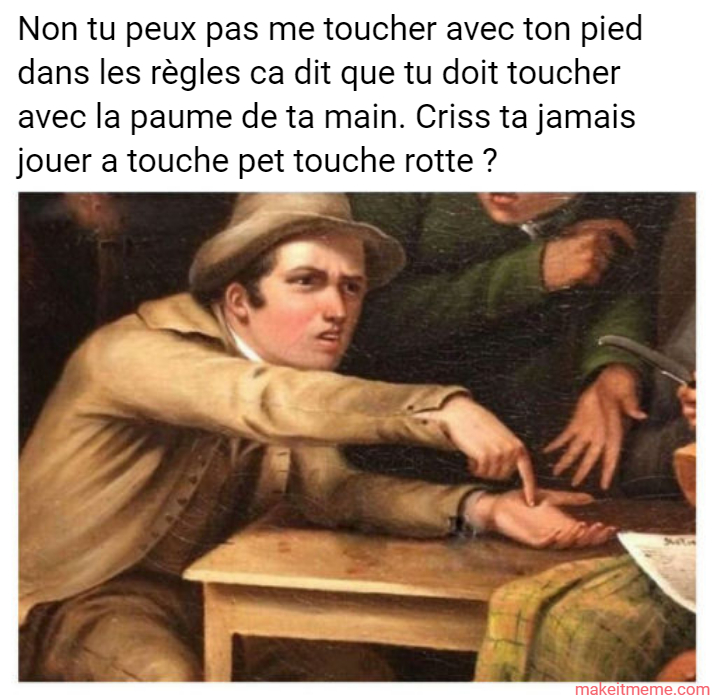 Non tu peux pas me toucher avec ton pied
dans les règles ca dit que tu doit toucher
avec la paume de ta main. Criss ta jamais
jouer a touche pet touche rotte ?
makeitmeme.com